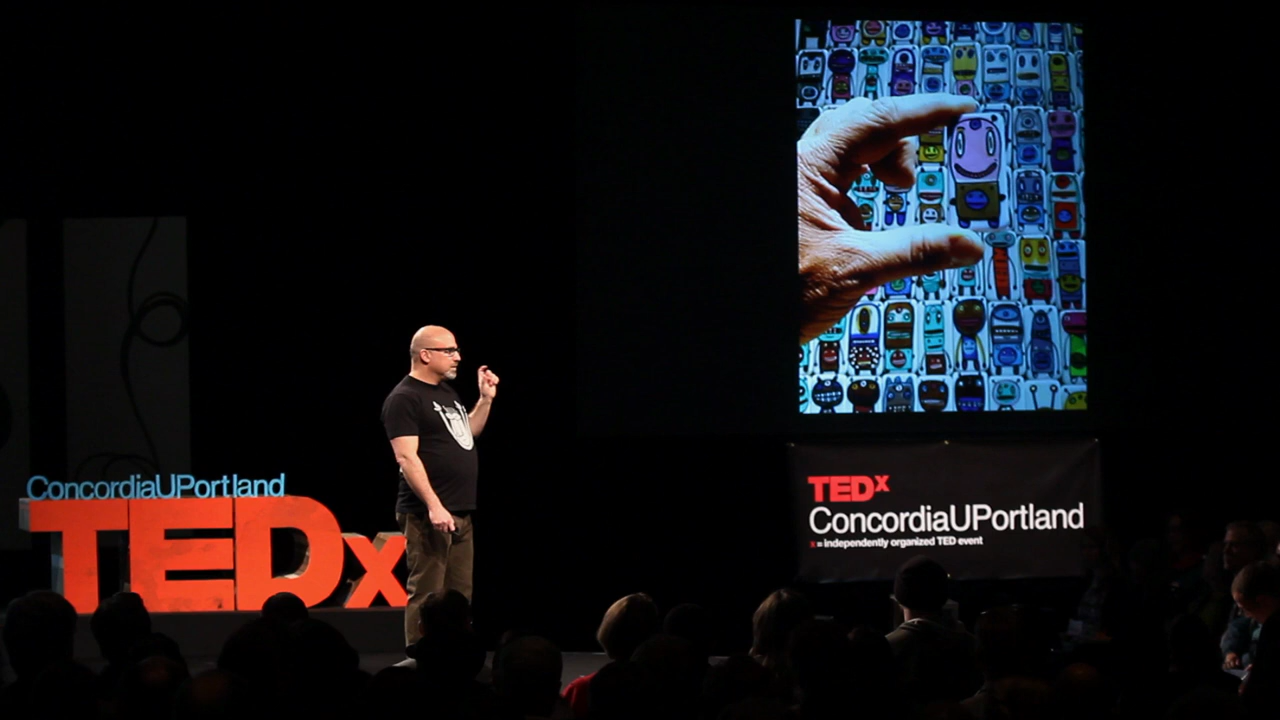 ConcordiaUPortland
TEDx
TEDx
ConcordiaUPortland
x = independently organized TED event